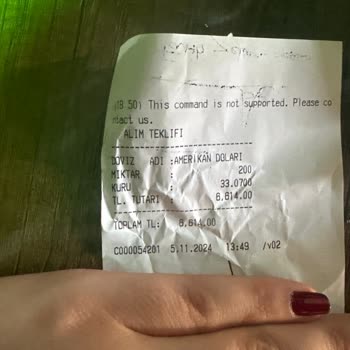 (18.50) This command is not supported. Please co
ntact us.
ALIM TEKLIFI
DOVIZ ADI :AMERIKAN DOLARI
MIKTAR : 200
KURU : 33.0700
TL. TUTARI : 6,614.00
TOPLAM TL: 6,614.00
C000054201 5.11.2024 13:49 /v02